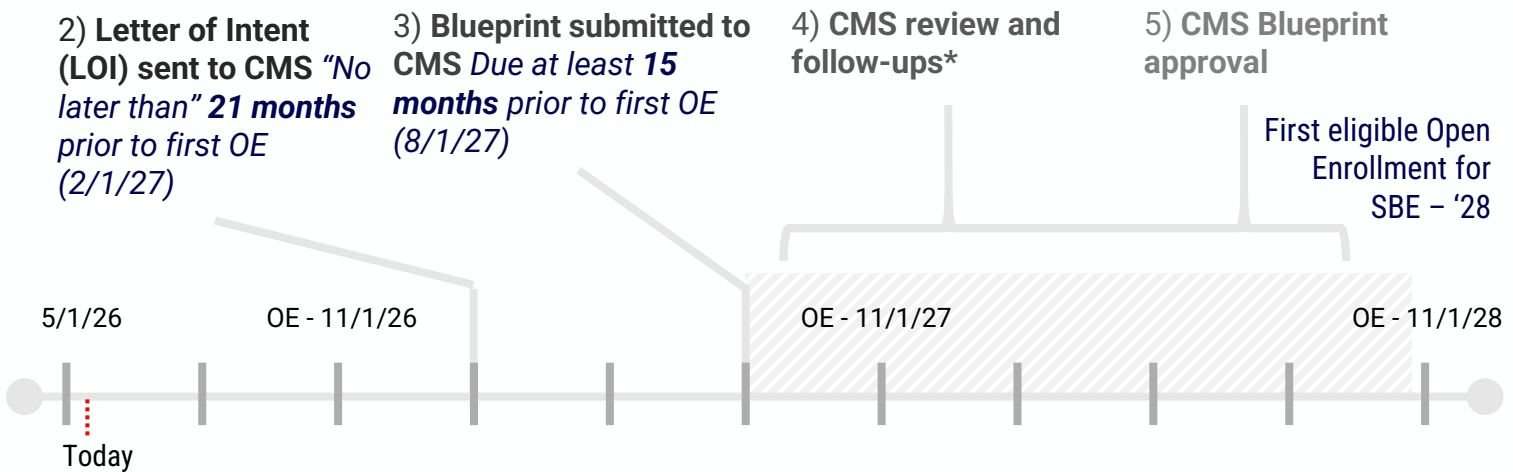 2) Letter of Intent
(LOI) sent to CMS “No
later than” 21 months
prior to first OE
(2/1/27)
3) Blueprint submitted to
CMS Due at least 15
months prior to first OE
(8/1/27)
4) CMS review and
follow-ups*
5) CMS Blueprint
approval
First eligible Open
Enrollment for
SBE – ‘28
5/1/26
OE - 11/1/26
OE - 11/1/27
OE - 11/1/28
Today